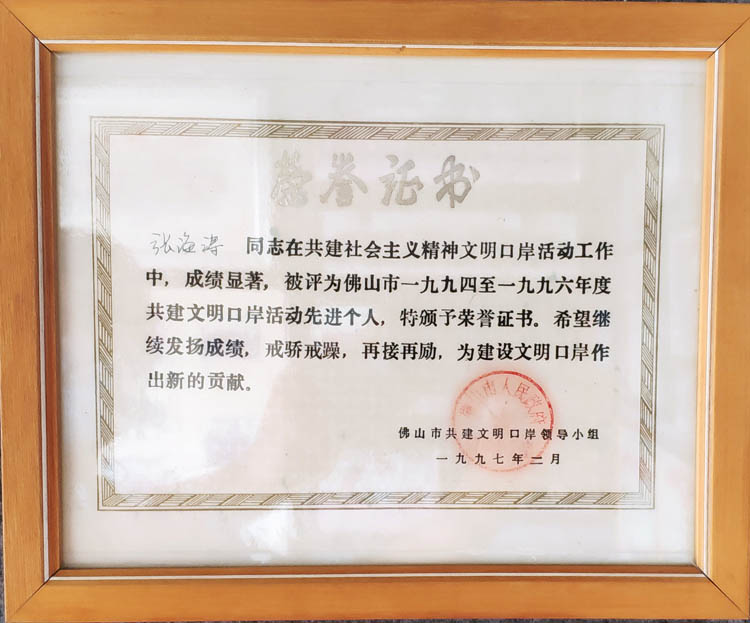 荣誉证书
张海 同志在共建社会主义精神文明口岸活动工作
中，成绩显著，被评为佛山市一九九四至一九九六年度
共建文明口岸活动先进个人，特颁予荣誉证书。希望继
续发扬成绩，戒骄戒躁，再接再励，为建设文明口岸作
出新的贡献。
山市人民政府
佛山市共建文明口岸领导小组
一九九七年二月